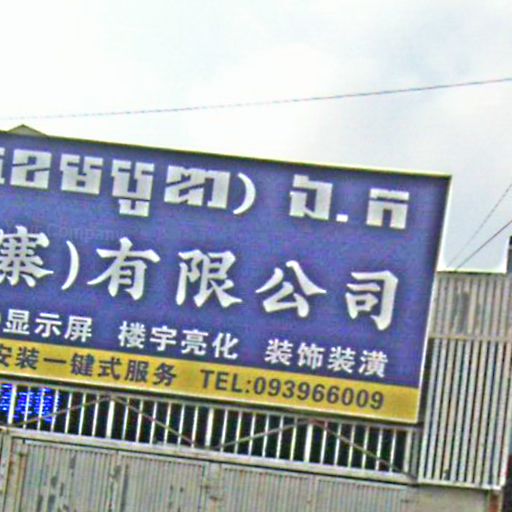 ខេមបូឌា) ឯ.ក
寨)有限公司
显示屏 楼宇亮化 装饰装潢
安装一键式服务 TEL:093966009